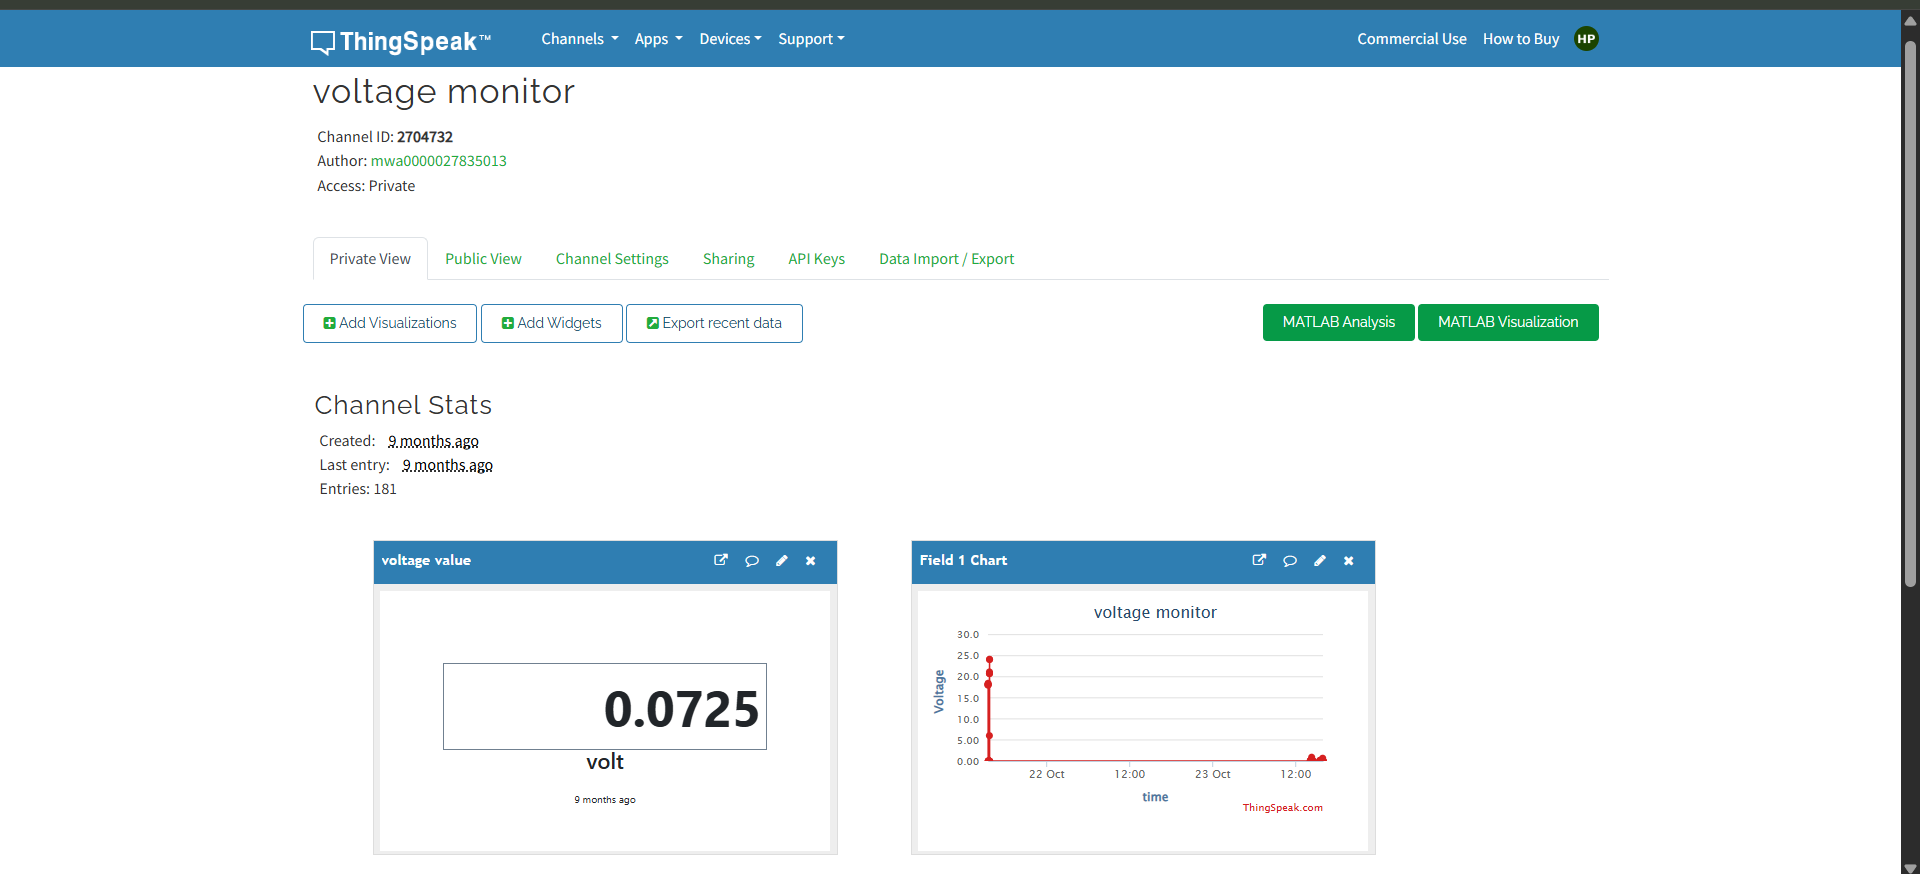 ThingSpeak™ Channels Apps Devices Support Commercial Use How to Buy HP
voltage monitor
Channel ID: 2704732
Author: mwa0000027835013
Access: Private
Private View Public View Channel Settings Sharing API Keys Data Import / Export
Add Visualizations Add Widgets Export recent data MATLAB Analysis MATLAB Visualization
Channel Stats
Created: 9 months ago
Last entry: 9 months ago
Entries: 181
voltage value
0.0725
volt
9 months ago
Field 1 Chart
voltage monitor
Voltage
30.0
25.0
20.0
15.0
10.0
5.00
0.00
22 Oct 12:00 23 Oct 12:00
time
ThingSpeak.com